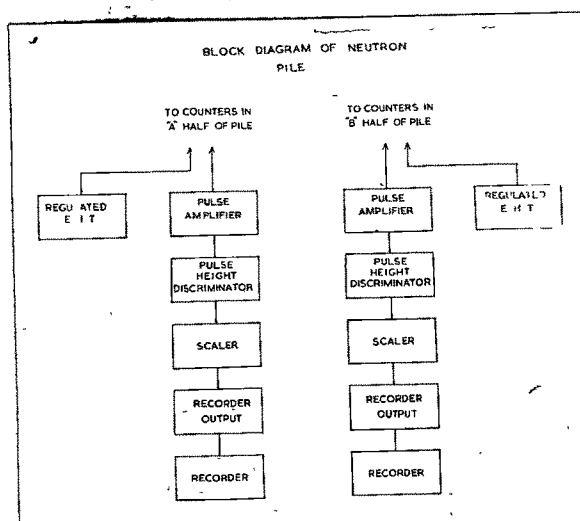 BLOCK DIAGRAM OF NEUTRON
PILE
TO COUNTERS IN
"A" HALF OF PILE
TO COUNTERS IN
"B" HALF OF PILE
REGULATED
E H T
PULSE
AMPLIFIER
PULSE
HEIGHT
DISCRIMINATOR
SCALER
RECORDER
OUTPUT
RECORDER
PULSE
AMPLIFIER
REGULATED
E H T
PULSE
HEIGHT
DISCRIMINATOR
SCALER
RECORDER
OUTPUT
RECORDER